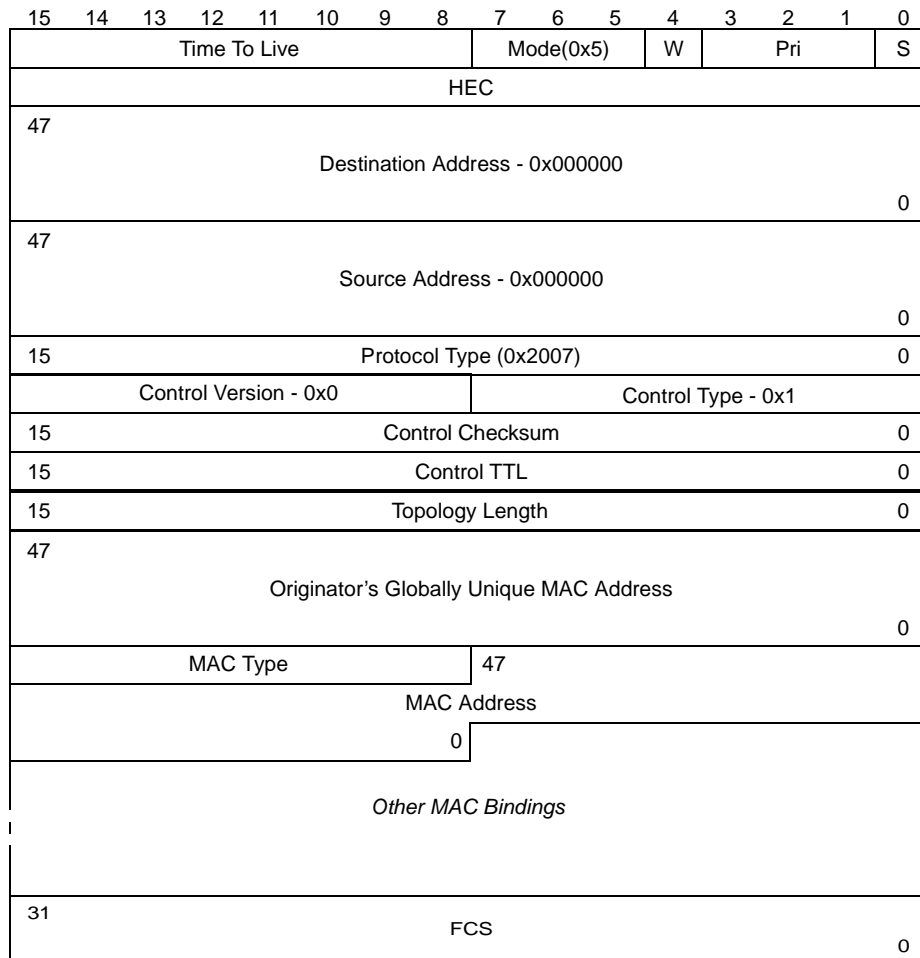 15 14 13 12 11 10 9 8 7 6 5 4 3 2 1 0
Time To Live Mode(0x5) W Pri S
HEC
47
Destination Address - 0x000000
0
47
Source Address - 0x000000
0
15 Protocol Type (0x2007) 0
Control Version - 0x0 Control Type - 0x1
15 Control Checksum 0
15 Control TTL 0
15 Topology Length 0
47
Originator’s Globally Unique MAC Address
0
MAC Type 47
MAC Address
0
Other MAC Bindings
31
FCS
0